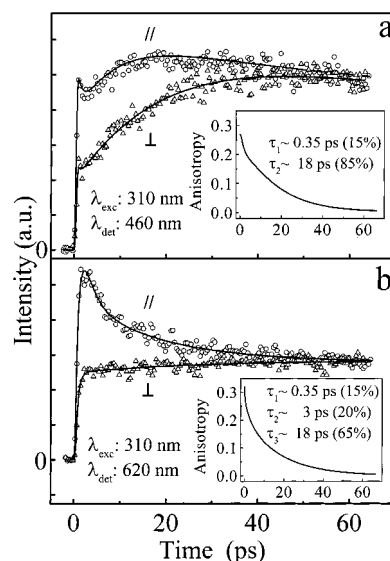 a
//
⊥
λexc: 310 nm
λdet: 460 nm
Anisotropy
0.3
0.2
0.1
0.0
τ1~ 0.35 ps (15%)
τ2~ 18 ps (85%)
0 20 40 60
0
Intensity (a.u.)
b
//
⊥
λexc: 310 nm
λdet: 620 nm
Anisotropy
0.3
0.2
0.1
0.0
τ1~ 0.35 ps (15%)
τ2~ 3 ps (20%)
τ3~ 18 ps (65%)
0 20 40 60
0
0 20 40 60
Time (ps)